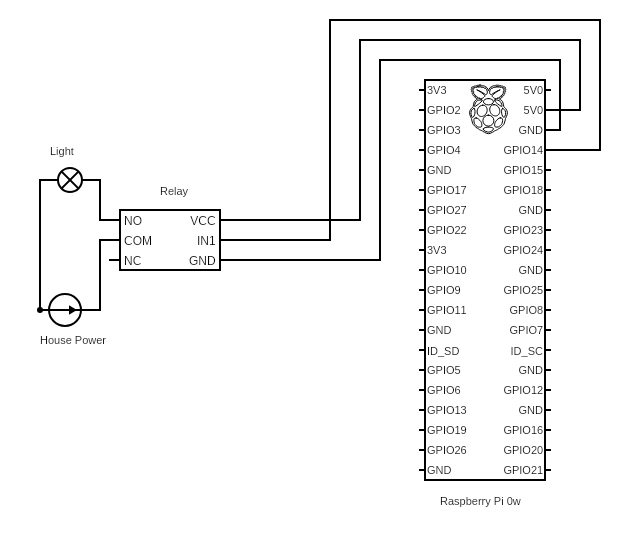 Light
Relay
NO VCC
COM IN1
NC GND
House Power
3V3 5V0
GPIO2 5V0
GPIO3 GND
GPIO4 GPIO14
GND GPIO15
GPIO17 GPIO18
GPIO27 GND
GPIO22 GPIO23
3V3 GPIO24
GPIO10 GND
GPIO9 GPIO25
GPIO11 GPIO8
GND GPIO7
ID_SD ID_SC
GPIO5 GND
GPIO6 GPIO12
GPIO13 GND
GPIO19 GPIO16
GPIO26 GPIO20
GND GPIO21
Raspberry Pi 0w